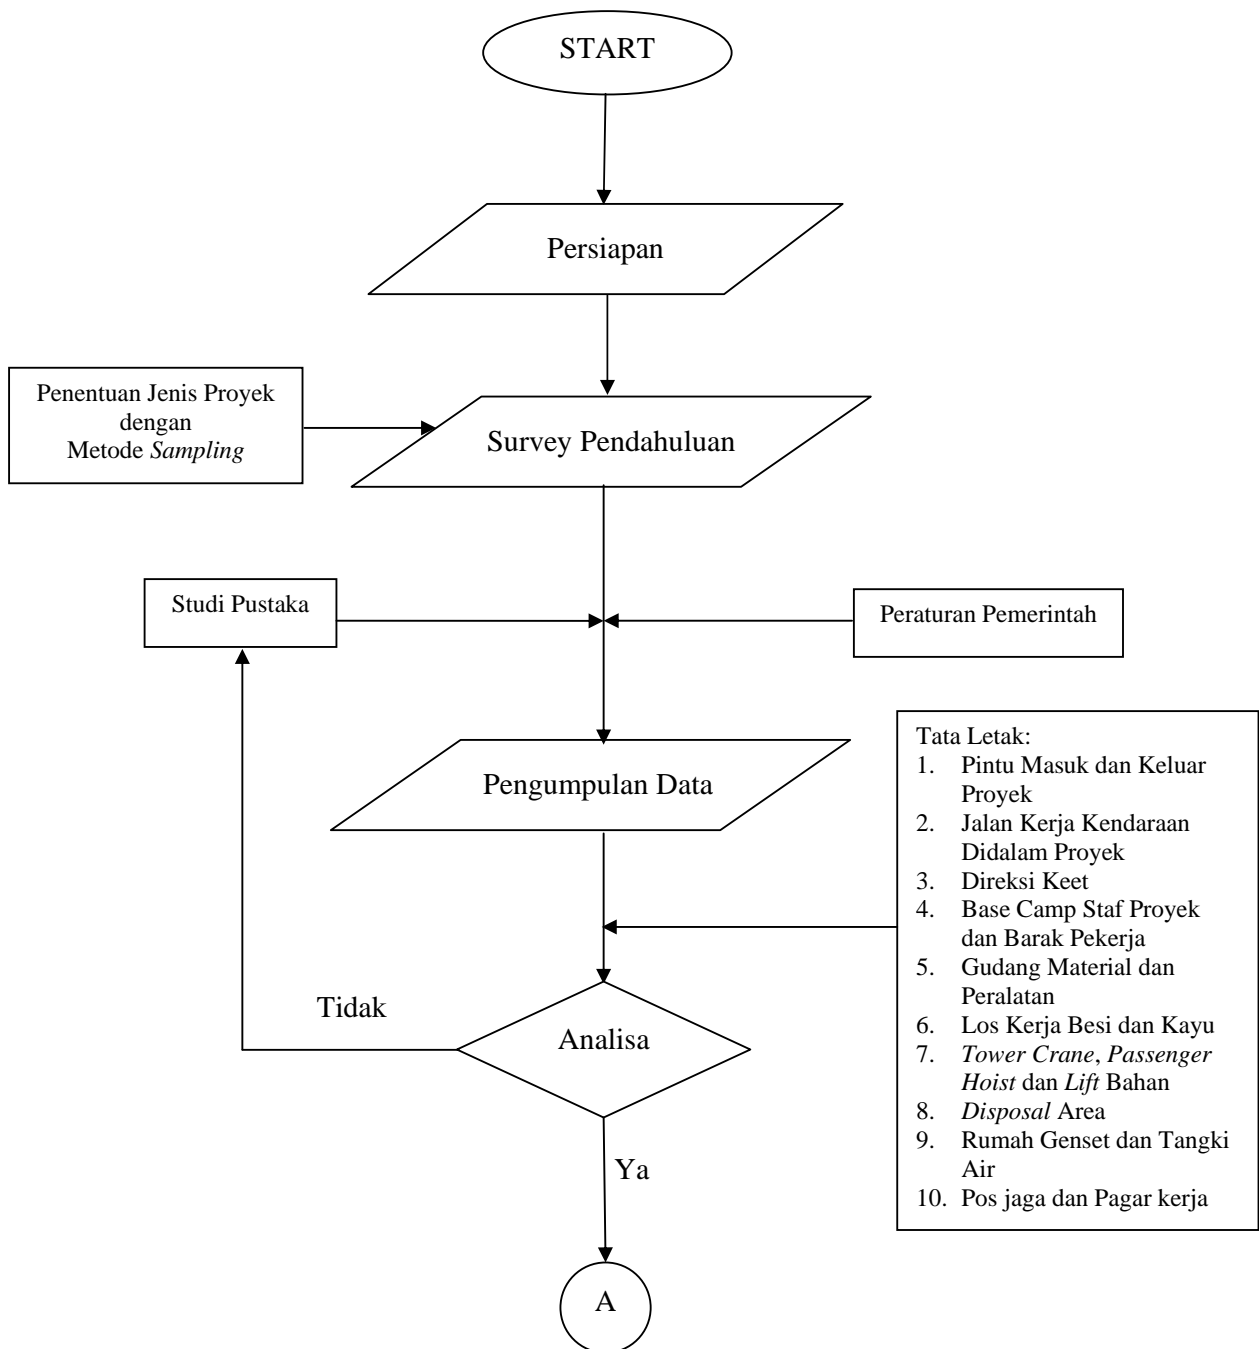 START
Persiapan
Penentuan Jenis Proyek
dengan
Metode Sampling
Survey Pendahuluan
Studi Pustaka
Peraturan Pemerintah
Pengumpulan Data
Tata Letak:
1. Pintu Masuk dan Keluar
Proyek
2. Jalan Kerja Kendaraan
Didalam Proyek
3. Direksi Keet
4. Base Camp Staf Proyek
dan Barak Pekerja
5. Gudang Material dan
Peralatan
6. Los Kerja Besi dan Kayu
7. Tower Crane, Passenger
Hoist dan Lift Bahan
8. Disposal Area
9. Rumah Genset dan Tangki
Air
10. Pos jaga dan Pagar kerja
Tidak
Analisa
Ya
A